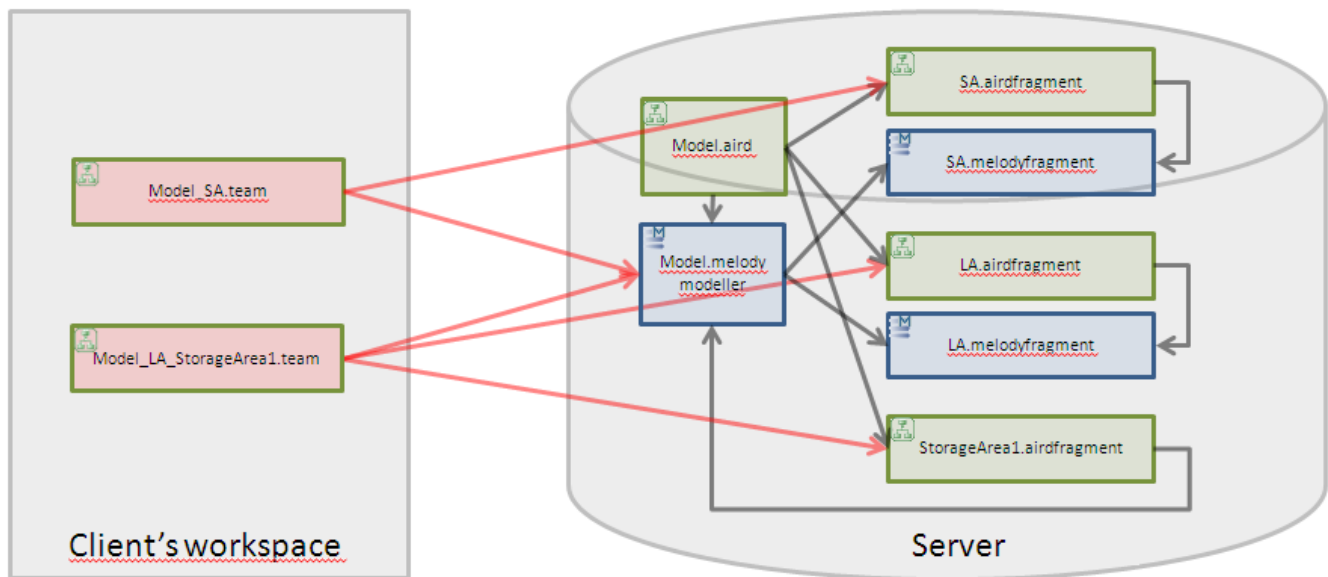 SA.airdfragment
Model.aird
SA.melodyfragment
Model_SA.team
Model.melody
modeller
LA.airdfragment
Model_LA_StorageArea1.team
LA.melodyfragment
StorageArea1.airdfragment
Client's workspace
Server